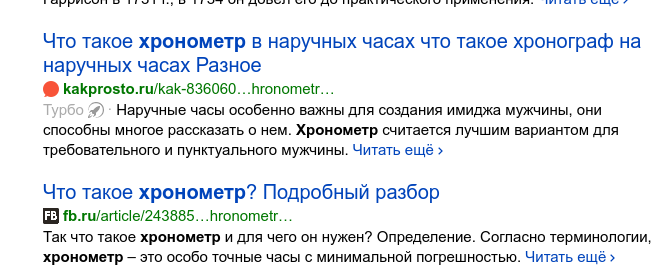 Гаррисон в 1731 г., в 1734 он довёл его до практического применения. Читать ещё ›
Что такое хронометр в наручных часах что такое хронограф на
наручных часах Разное
kakprosto.ru/kak-836060…hronometr…
Турбо · Наручные часы особенно важны для создания имиджа мужчины, они
способны многое рассказать о нем. Хронометр считается лучшим вариантом для
требовательного и пунктуального мужчины. Читать ещё ›
Что такое хронометр? Подробный разбор
FB fb.ru/article/243885…hronometr…
Так что такое хронометр и для чего он нужен? Определение. Согласно терминологии,
хронометр – это особо точные часы с минимальной погрешностью. Читать ещё ›